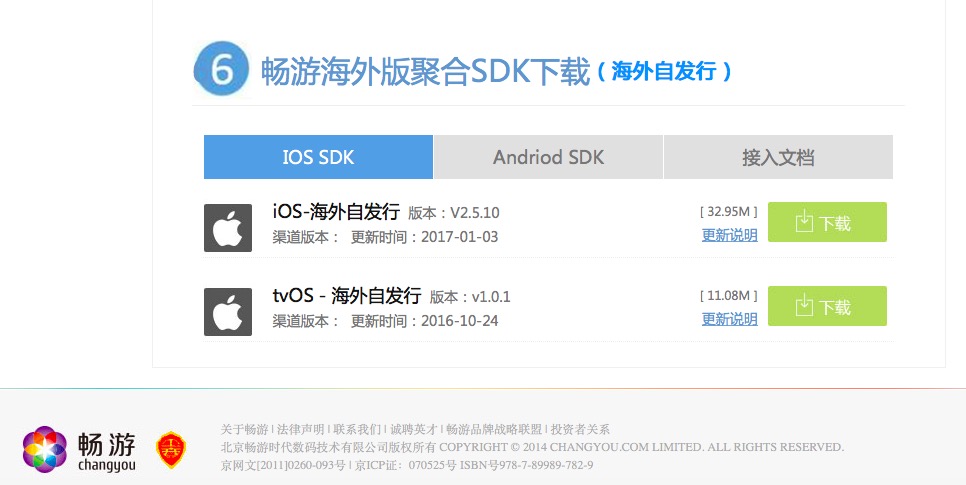 6 畅游海外版聚合SDK下载（海外自发行）
IOS SDK Andriod SDK 接入文档
iOS-海外自发行 版本：V2.5.10 [ 32.95M ] 下载
渠道版本： 更新时间：2017-01-03 更新说明
tvOS - 海外自发行 版本：v1.0.1 [ 11.08M ] 下载
渠道版本： 更新时间：2016-10-24 更新说明
畅游
changyou
关于畅游 | 法律声明 | 联系我们 | 诚聘英才 | 畅游品牌战略联盟 | 投资者关系
北京畅游时代数码技术有限公司版权所有 COPYRIGHT © 2014 CHANGYOU.COM LIMITED. ALL RIGHTS RESERVED.
京网文[2011]0260-093号 | 京ICP证：070525号 ISBN号978-7-89989-782-9